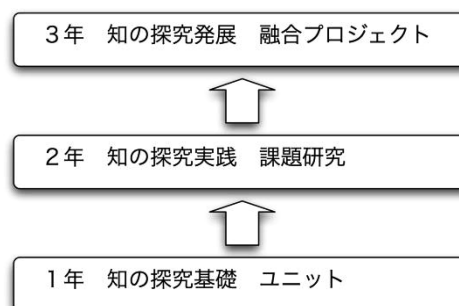 ３年　知の探究発展　融合プロジェクト
２年　知の探究実践　課題研究
１年　知の探究基礎　ユニット